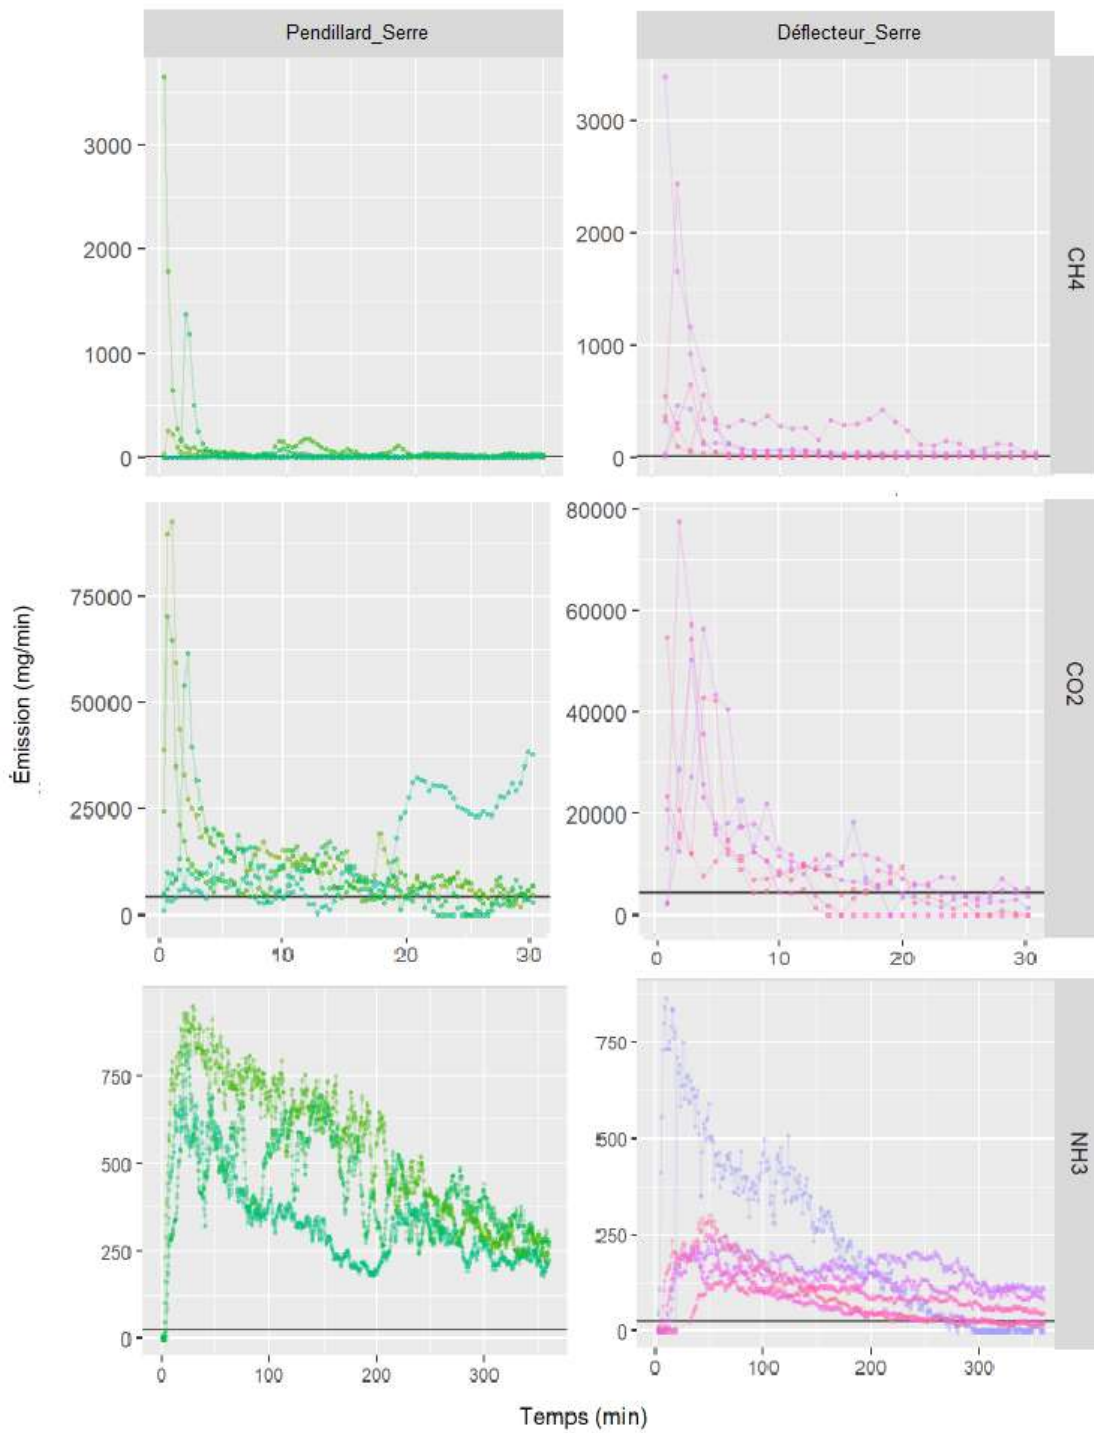 Pendillard_Serre
Déflecteur_Serre
3000
2000
1000
0
3000
2000
1000
0
CH4
Émission (mg/min)
75000
50000
25000
0
0 10 20 30
80000
60000
40000
20000
0
0 10 20 30
CO2
750
500
250
0
0 100 200 300
750
500
250
0
0 100 200 300
NH3
Temps (min)